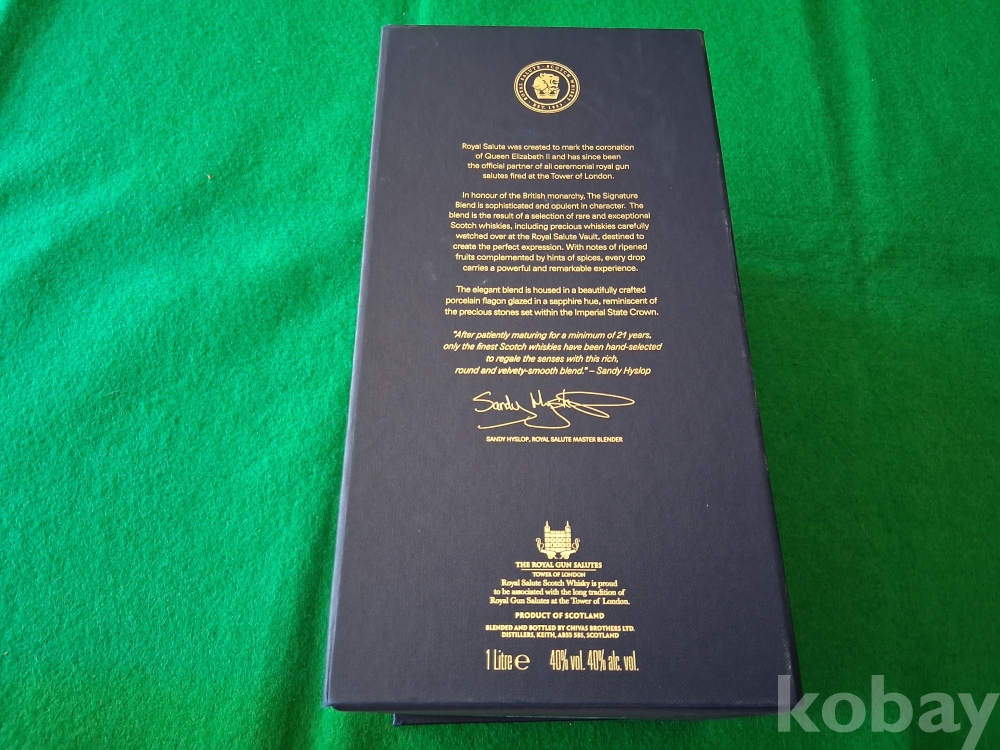 ROYAL SALUTE · SCOTCH WHISKY
· EST. 1953 ·
Royal Salute was created to mark the coronation
of Queen Elizabeth II and has since been
the official partner of all ceremonial royal gun
salutes fired at the Tower of London.
In honour of the British monarchy, The Signature
Blend is sophisticated and opulent in character. The
blend is the result of a selection of rare and exceptional
Scotch whiskies, including precious whiskies carefully
watched over at the Royal Salute Vault, destined to
create the perfect expression. With notes of ripened
fruits complemented by hints of spices, every drop
carries a powerful and remarkable experience.
The elegant blend is housed in a beautifully crafted
porcelain flagon glazed in a sapphire hue, reminiscent of
the precious stones set within the Imperial State Crown.
"After patiently maturing for a minimum of 21 years,
only the finest Scotch whiskies have been hand-selected
to regale the senses with this rich,
round and velvety-smooth blend." – Sandy Hyslop
Sandy Hyslop
SANDY HYSLOP, ROYAL SALUTE MASTER BLENDER
THE ROYAL GUN SALUTES
TOWER OF LONDON
Royal Salute Scotch Whisky is proud
to be associated with the long tradition of
Royal Gun Salutes at the Tower of London.
PRODUCT OF SCOTLAND
BLENDED AND BOTTLED BY CHIVAS BROTHERS LTD.
DISTILLERS, KEITH, AB55 5BS, SCOTLAND
1 Litre e 40% vol. 40% alc. vol.
kobay